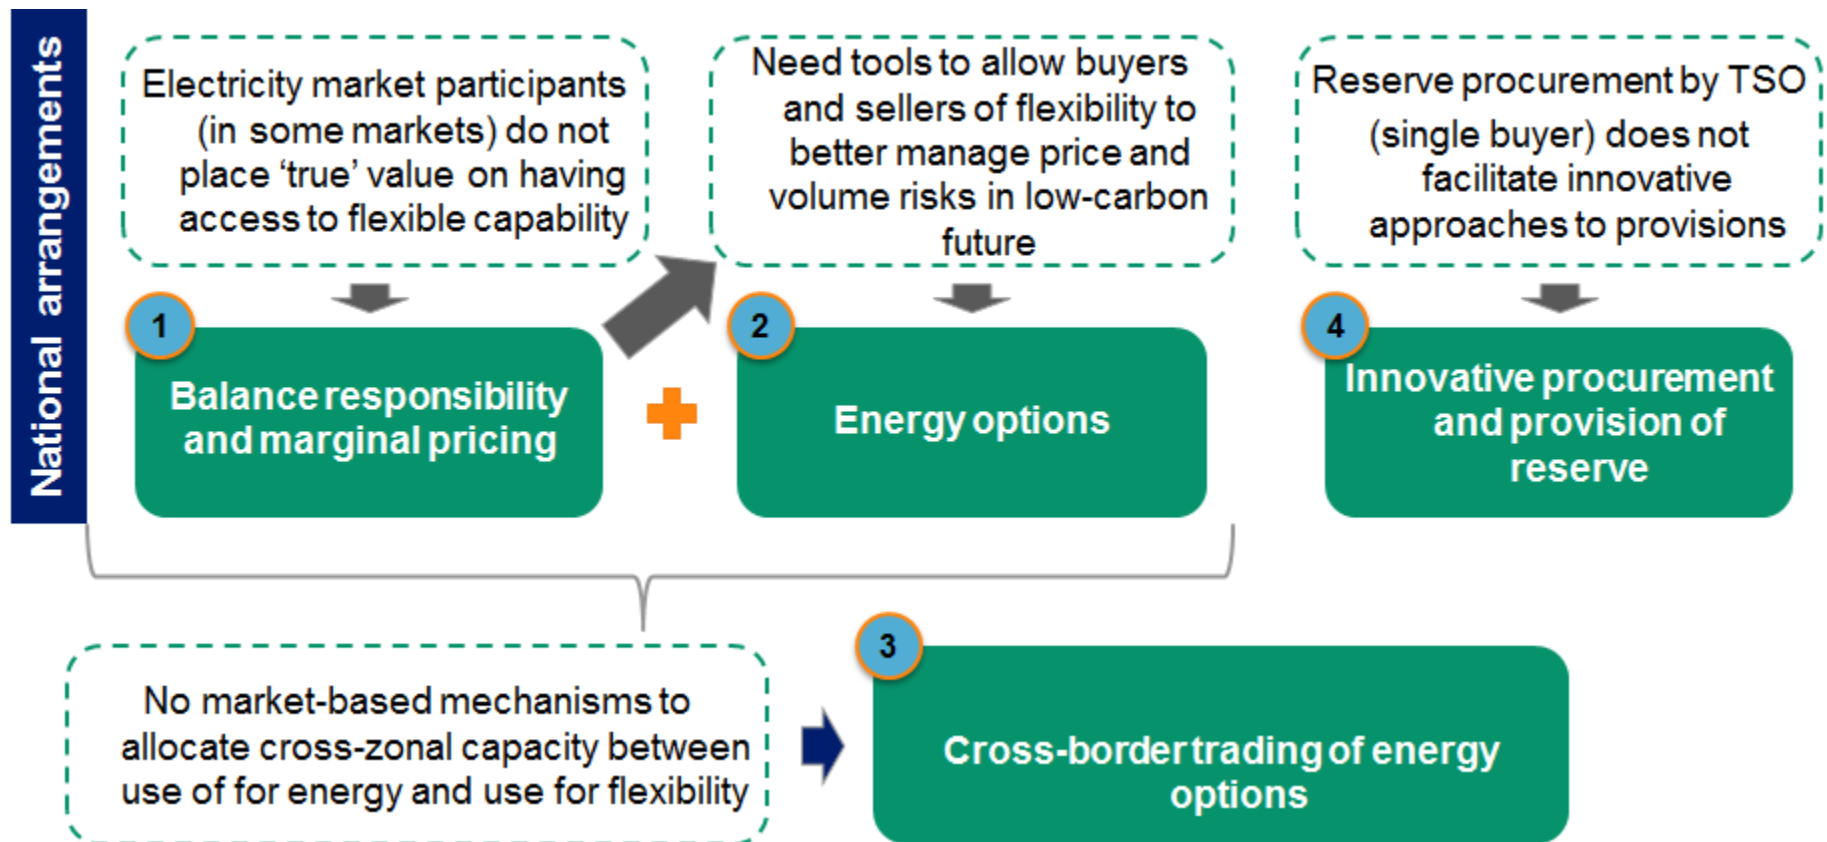 National arrangements
Electricity market participants
(in some markets) do not
place ‘true’ value on having
access to flexible capability
Need tools to allow buyers
and sellers of flexibility to
better manage price and
volume risks in low-carbon
future
Reserve procurement by TSO
(single buyer) does not
facilitate innovative
approaches to provisions
1
Balance responsibility
and marginal pricing
2
Energy options
4
Innovative procurement
and provision of
reserve
No market-based mechanisms to
allocate cross-zonal capacity between
use of for energy and use for flexibility
3
Cross-border trading of energy
options